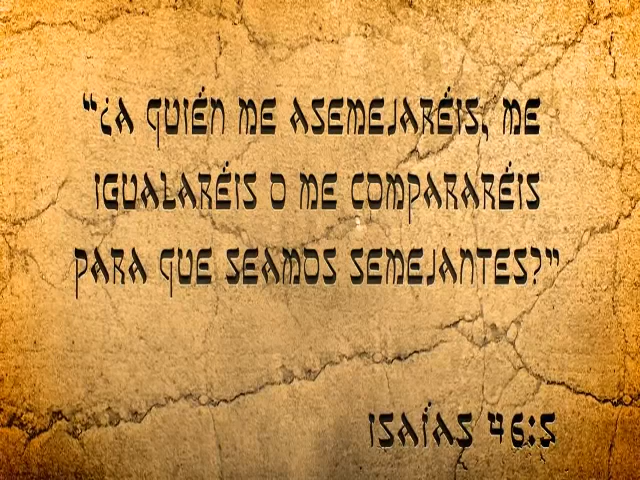 “¿A QUIÉN ME ASEMEJARÉIS, ME
IGUALARÉIS O ME COMPARARÉIS
PARA QUE SEAMOS SEMEJANTES?”
ISAÍAS 46:5